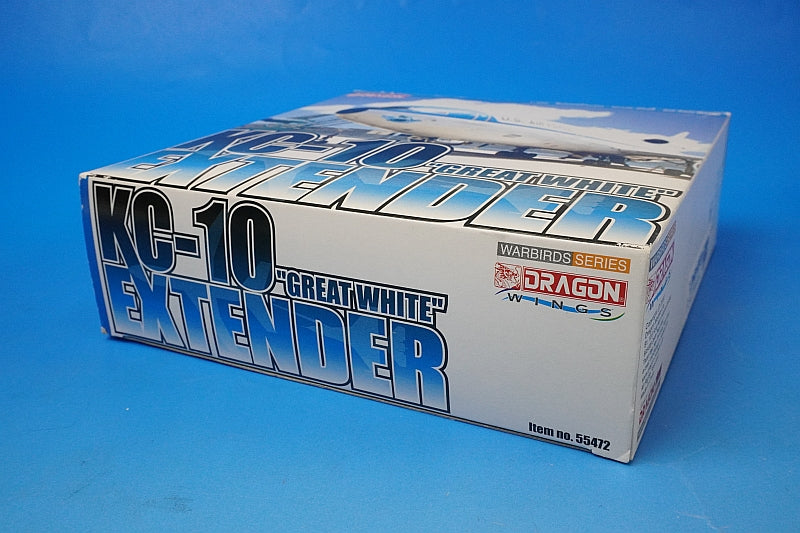 KC-10
"GREAT WHITE"
EXTENDER
KC-10
"GREAT WHITE"
EXTENDER
WARBIRDS SERIES
DRAGON
WINGS
Item no. 55472